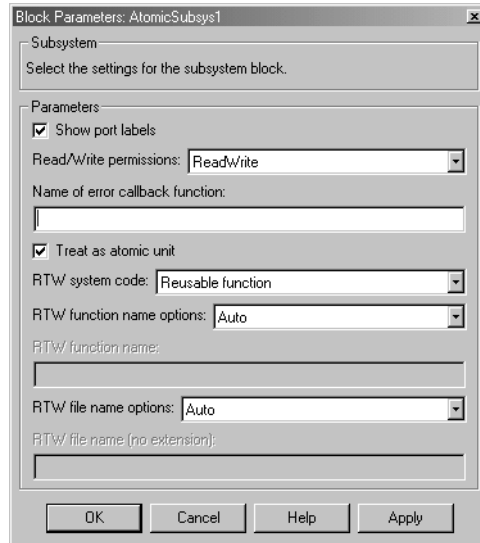 Block Parameters: AtomicSubsys1
Subsystem
Select the settings for the subsystem block.
Parameters
Show port labels
Read/Write permissions: ReadWrite
Name of error callback function:
Treat as atomic unit
RTW system code: Reusable function
RTW function name options: Auto
RTW function name:
RTW file name options: Auto
RTW file name (no extension):
OK Cancel Help Apply